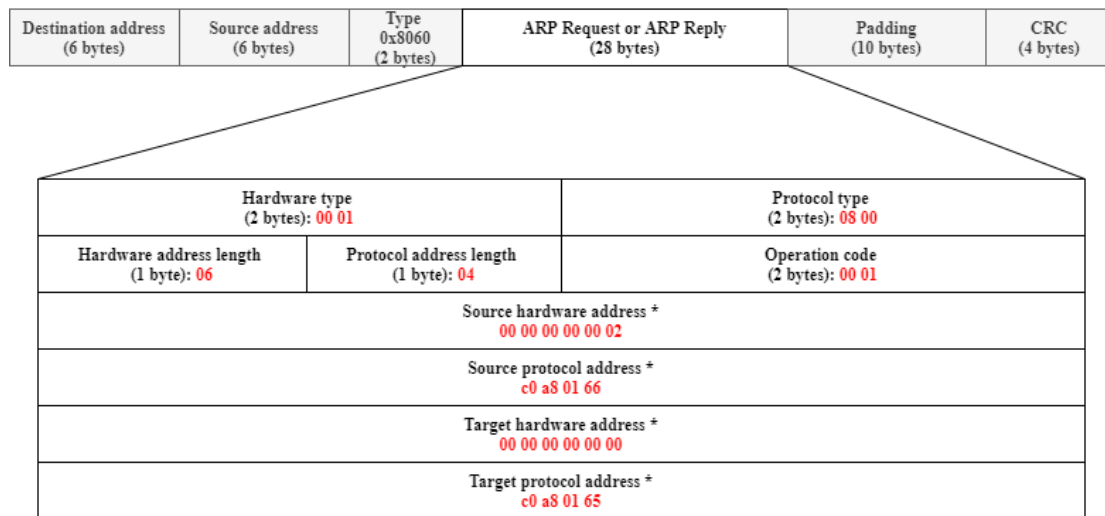 Destination address
(6 bytes)
Source address
(6 bytes)
Type
0x8060
(2 bytes)
ARP Request or ARP Reply
(28 bytes)
Padding
(10 bytes)
CRC
(4 bytes)
Hardware type
(2 bytes): 00 01
Protocol type
(2 bytes): 08 00
Hardware address length
(1 byte): 06
Protocol address length
(1 byte): 04
Operation code
(2 bytes): 00 01
Source hardware address *
00 00 00 00 00 02
Source protocol address *
c0 a8 01 66
Target hardware address *
00 00 00 00 00 00
Target protocol address *
c0 a8 01 65